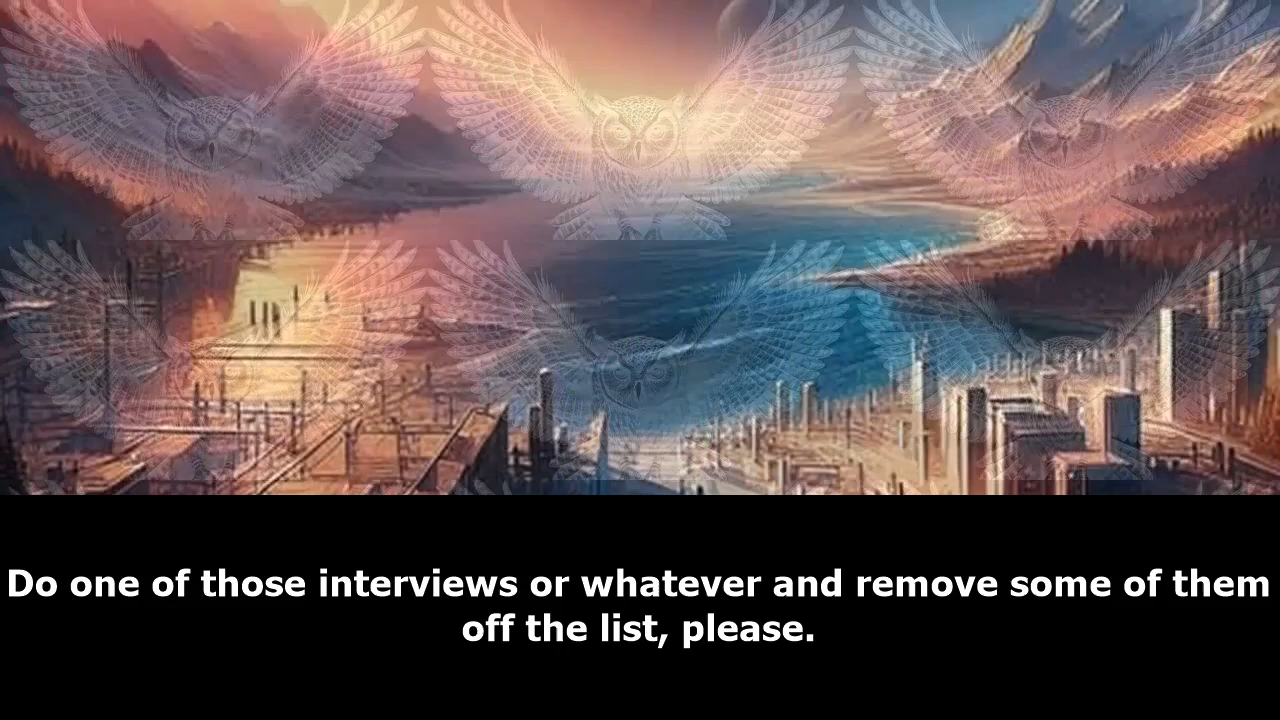 Do one of those interviews or whatever and remove some of them
off the list, please.